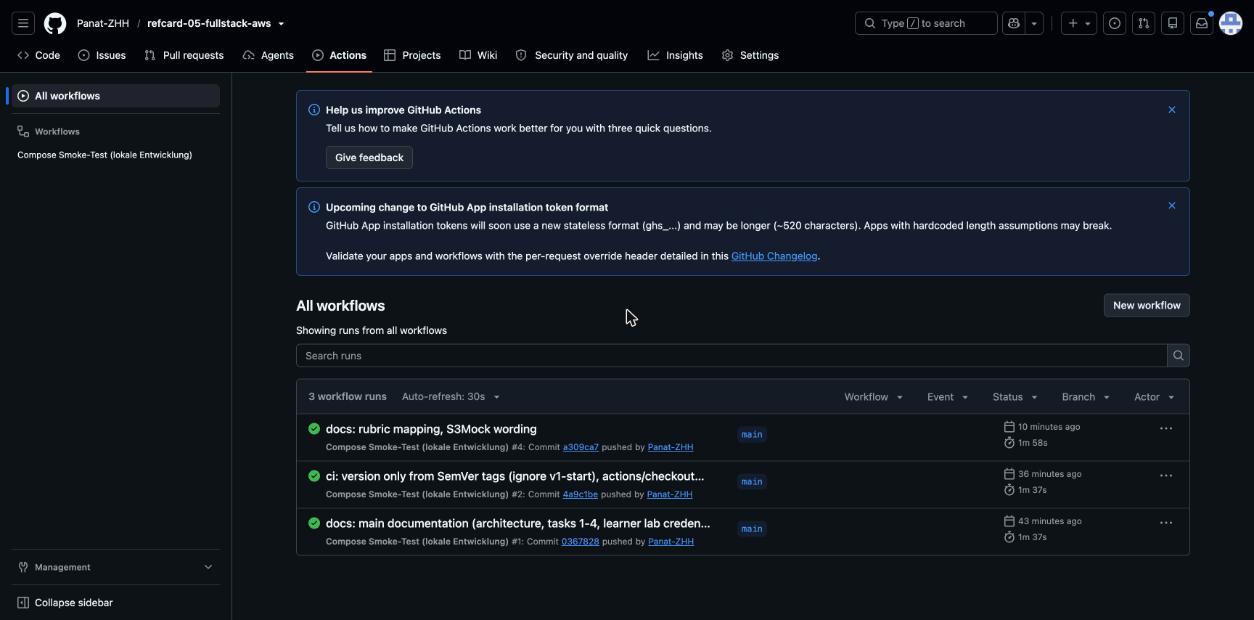 Panat-ZHH / refcard-05-fullstack-aws
Type / to search
Code
Issues
Pull requests
Agents
Actions
Projects
Wiki
Security and quality
Insights
Settings
All workflows
Workflows
Compose Smoke-Test (lokale Entwicklung)
Management
Collapse sidebar
Help us improve GitHub Actions
Tell us how to make GitHub Actions work better for you with three quick questions.
Give feedback
Upcoming change to GitHub App installation token format
GitHub App installation tokens will soon use a new stateless format (ghs_...) and may be longer (~520 characters). Apps with hardcoded length assumptions may break.
Validate your apps and workflows with the per-request override header detailed in this GitHub Changelog.
All workflows
New workflow
Showing runs from all workflows
Search runs
3 workflow runs Auto-refresh: 30s Workflow Event Status Branch Actor
docs: rubric mapping, S3Mock wording
Compose Smoke-Test (lokale Entwicklung) #4: Commit a309ca7 pushed by Panat-ZHH
main
10 minutes ago
1m 58s
ci: version only from SemVer tags (ignore v1-start), actions/checkout...
Compose Smoke-Test (lokale Entwicklung) #2: Commit 4a9c1be pushed by Panat-ZHH
main
36 minutes ago
1m 37s
docs: main documentation (architecture, tasks 1-4, learner lab creden...
Compose Smoke-Test (lokale Entwicklung) #1: Commit 0367828 pushed by Panat-ZHH
main
43 minutes ago
1m 37s